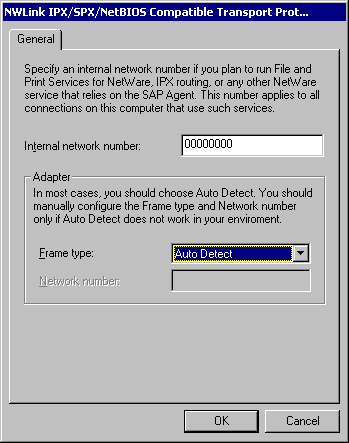 NWLink IPX/SPX/NetBIOS Compatible Transport Prot...
General
Specify an internal network number if you plan to run File and
Print Services for NetWare, IPX routing, or any other NetWare
service that relies on the SAP Agent. This number applies to all
connections on this computer that use such services.
Internal network number:
00000000
Adapter
In most cases, you should choose Auto Detect. You should
manually configure the Frame type and Network number
only if Auto Detect does not work in your enviroment.
Frame type:
Auto Detect
Network number:
OK
Cancel